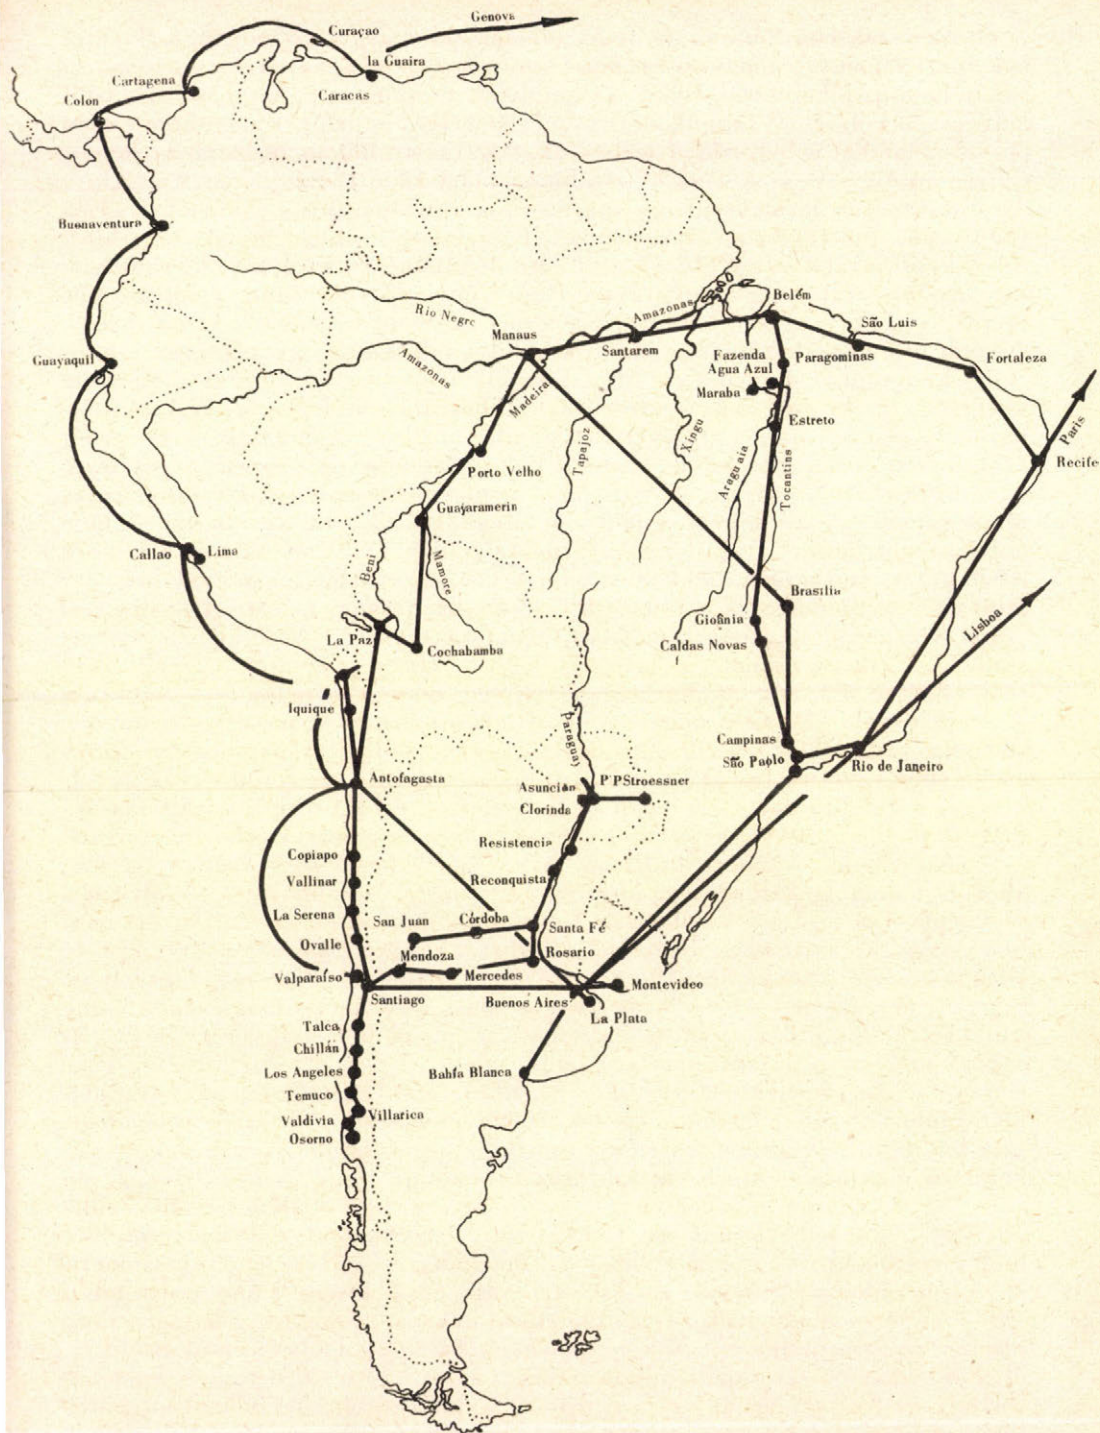 Genova
Curaçao
la Guaira
Cartagena
Caracas
Colon
Buenaventura
Belém
Rio Negro
Amazonas
São Luis
Manaus
Santarem
Fazenda
Agua Azul
Paragominas
Fortaleza
Guayaquil
Amazonas
Madeira
Maraba
Estreto
Paris
Xingu
Tapajoz
Araguaia
Tocantins
Recife
Porto Velho
Guajaramerin
Callao
Lima
Beni
Mamore
Brasilia
Gioânia
Lisboa
La Paz
Cochabamba
Caldas Novas
Iquique
Paraguay
Campinas
São Paolo
Rio de Janeiro
Antofagasta
Asunción
P^to P Stroessner
Clorinda
Resistencia
Copiapo
Reconquista
Vallinar
La Serena
San Juan
Córdoba
Santa Fé
Ovalle
Mendoza
Rosario
Valparaíso
Mercedes
Santiago
Buenos Aires
Montevideo
La Plata
Talca
Chillán
Los Angeles
Bahía Blanca
Temuco
Villarica
Valdivia
Osorno